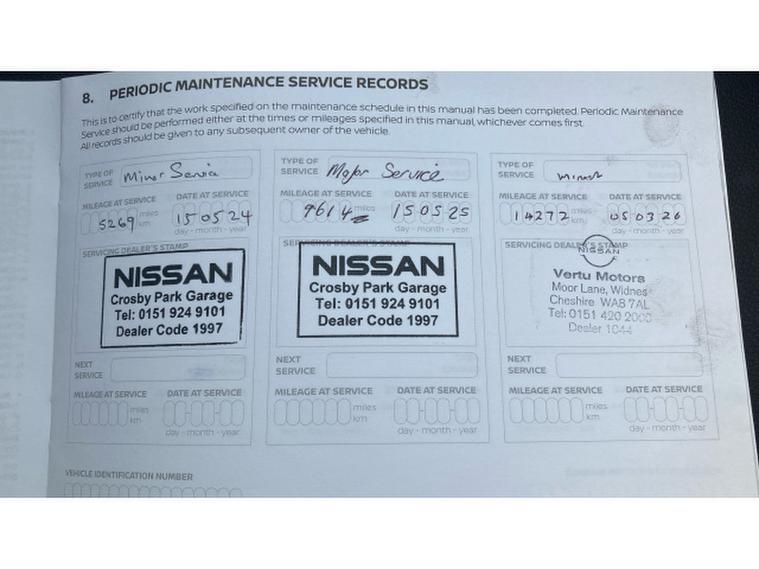 8. PERIODIC MAINTENANCE SERVICE RECORDS
This is to certify that the work specified on the maintenance schedule in this manual has been completed. Periodic Maintenance
Service should be performed either at the times or mileages specified in this manual, whichever comes first.
All records should be given to any subsequent owner of the vehicle.
TYPE OF SERVICE Minor Service
MILEAGE AT SERVICE DATE AT SERVICE
5269 miles km 15 05 24
day - month - year
SERVICING DEALER'S STAMP
NISSAN
Crosby Park Garage
Tel: 0151 924 9101
Dealer Code 1997
NEXT SERVICE
MILEAGE AT SERVICE DATE AT SERVICE
miles km
day - month - year
TYPE OF SERVICE Major Service
MILEAGE AT SERVICE DATE AT SERVICE
9614 miles 15 05 25
day - month - year
SERVICING DEALER'S STAMP
NISSAN
Crosby Park Garage
Tel: 0151 924 9101
Dealer Code 1997
NEXT SERVICE
MILEAGE AT SERVICE DATE AT SERVICE
miles km
day - month - year
TYPE OF SERVICE
MILEAGE AT SERVICE DATE AT SERVICE
14272 miles km 05 03 26
day - month - year
SERVICING DEALER'S STAMP
NISSAN
Vertu Motors
Moor Lane, Widnes
Cheshire WA8 7AL
Tel: 0151 420 2000
Dealer 1044
NEXT SERVICE
MILEAGE AT SERVICE DATE AT SERVICE
miles km
day - month - year
VEHICLE IDENTIFICATION NUMBER